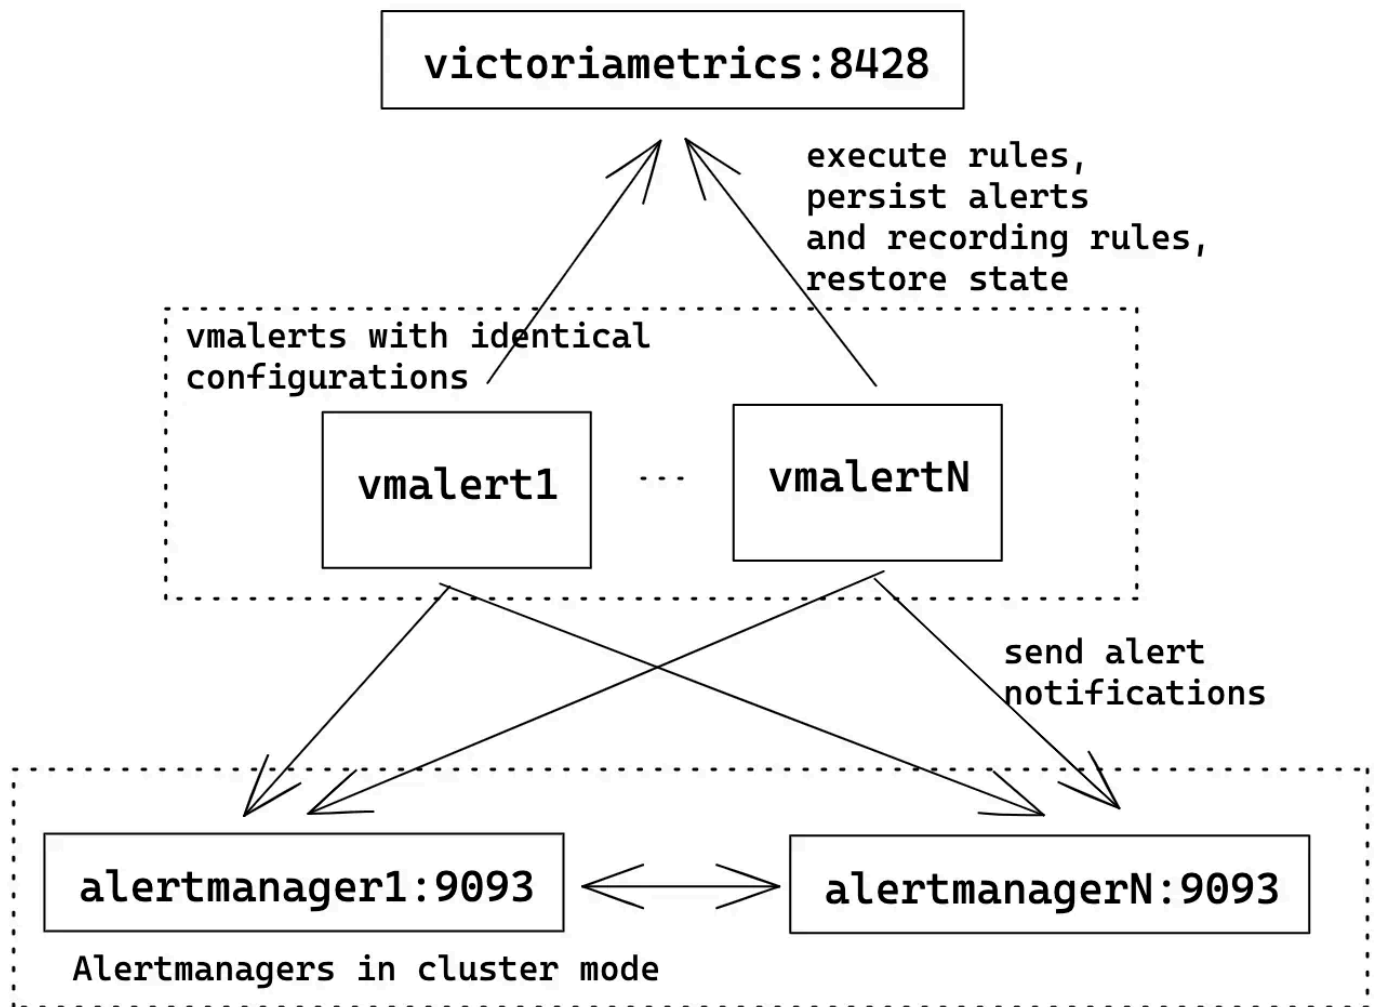 victoriametrics:8428
execute rules,
persist alerts
and recording rules,
restore state
vmalerts with identical
configurations
vmalert1
...
vmalertN
send alert
notifications
alertmanager1:9093
alertmanagerN:9093
Alertmanagers in cluster mode